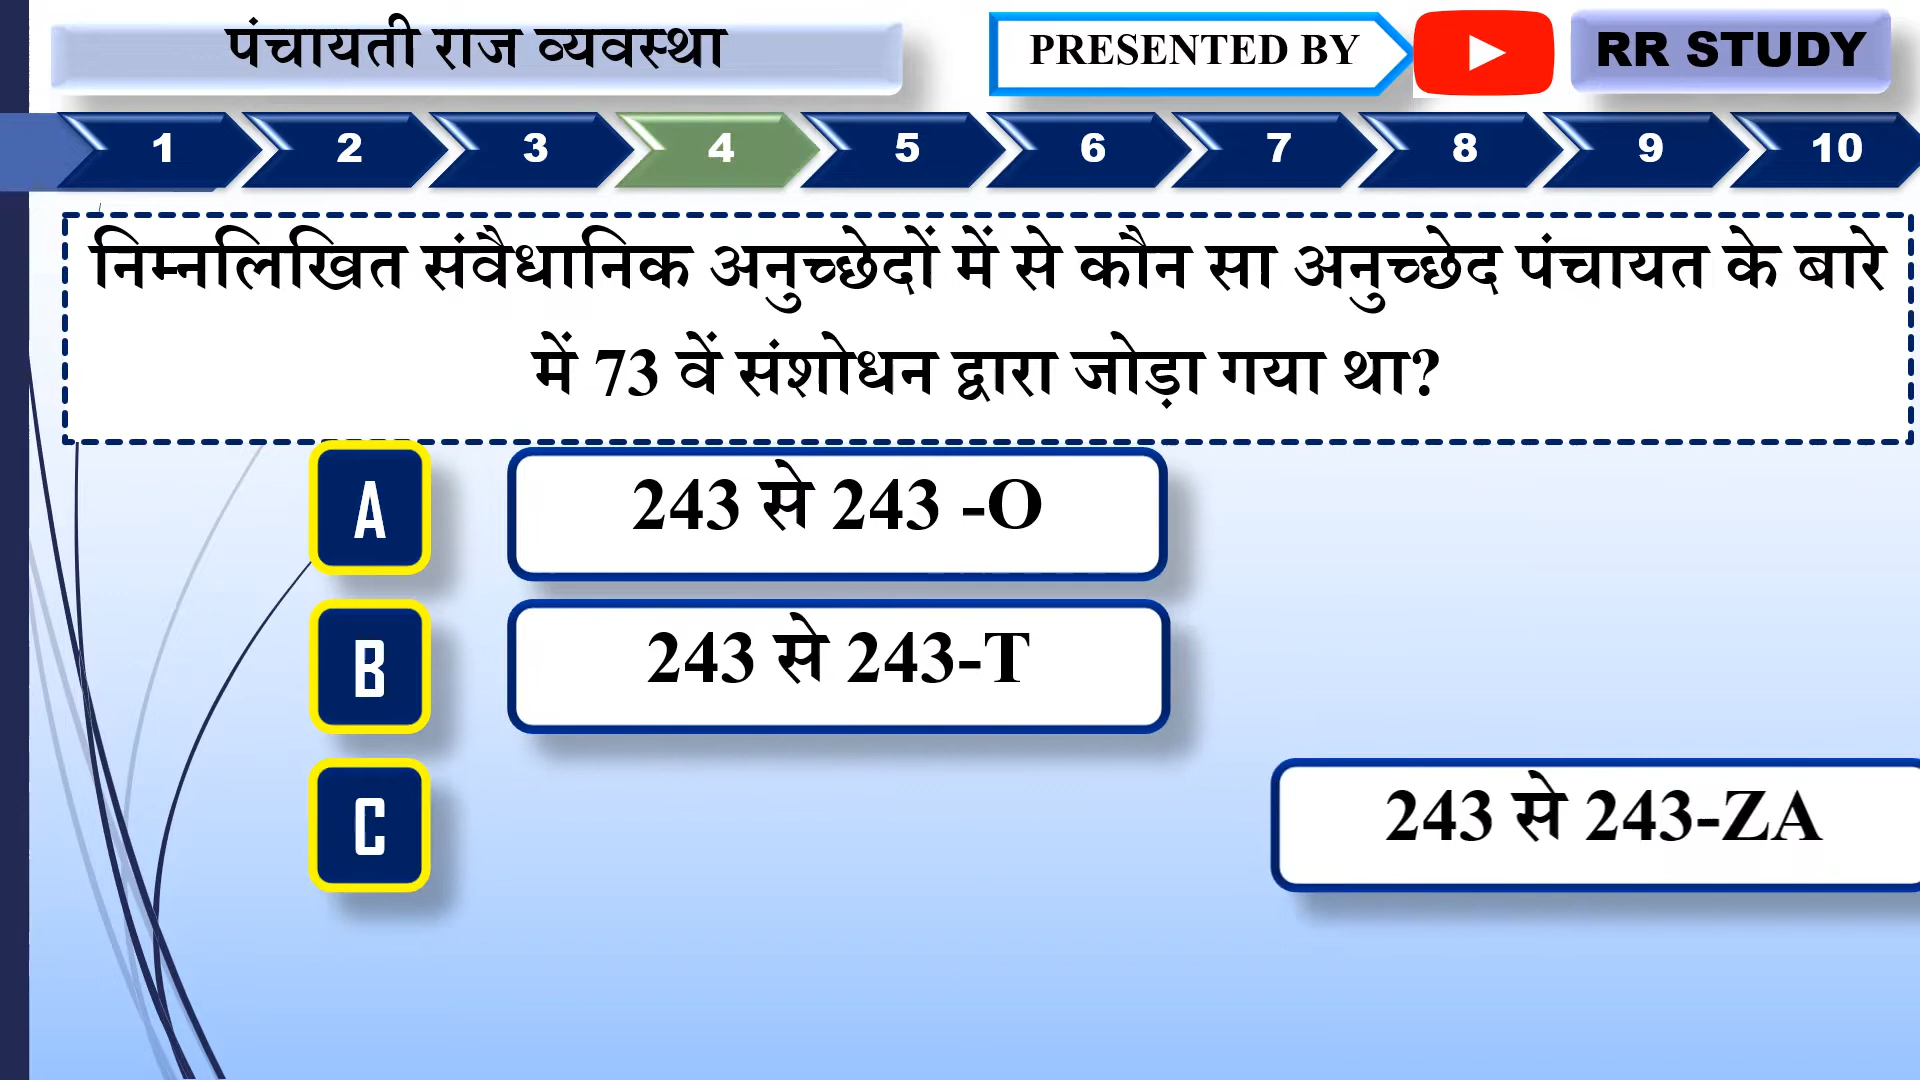 पंचायती राज व्यवस्था
PRESENTED BY
RR STUDY
1 2 3 4 5 6 7 8 9 10
निम्नलिखित संवैधानिक अनुच्छेदों में से कौन सा अनुच्छेद पंचायत के बारे
में 73 वें संशोधन द्वारा जोड़ा गया था?
A 243 से 243 -O
B 243 से 243-T
C 243 से 243-ZA